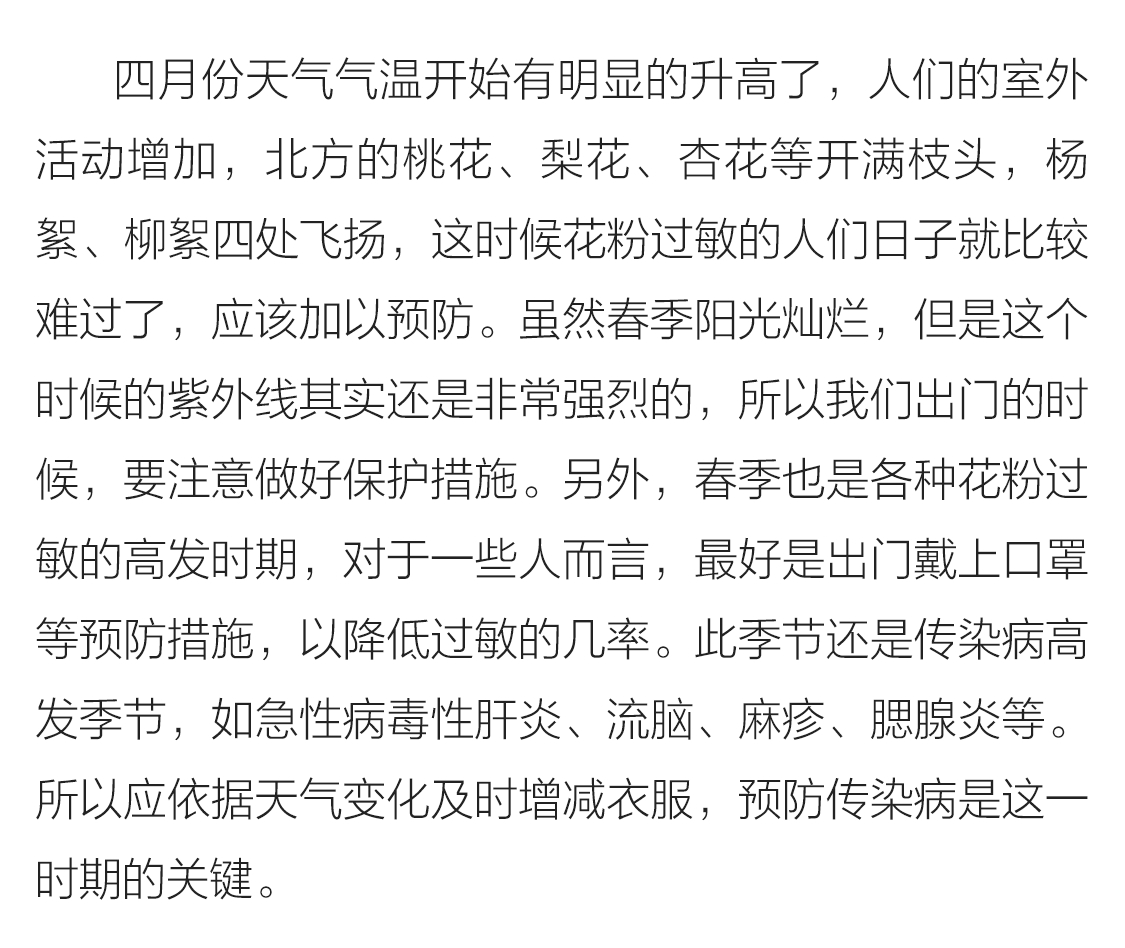 四月份天气气温开始有明显的升高了，人们的室外
活动增加，北方的桃花、梨花、杏花等开满枝头，杨
絮、柳絮四处飞扬，这时候花粉过敏的人们日子就比较
难过了，应该加以预防。虽然春季阳光灿烂，但是这个
时候的紫外线其实还是非常强烈的，所以我们出门的时
候，要注意做好保护措施。另外，春季也是各种花粉过
敏的高发时期，对于一些人而言，最好是出门戴上口罩
等预防措施，以降低过敏的几率。此季节还是传染病高
发季节，如急性病毒性肝炎、流脑、麻疹、腮腺炎等。
所以应依据天气变化及时增减衣服，预防传染病是这一
时期的关键。